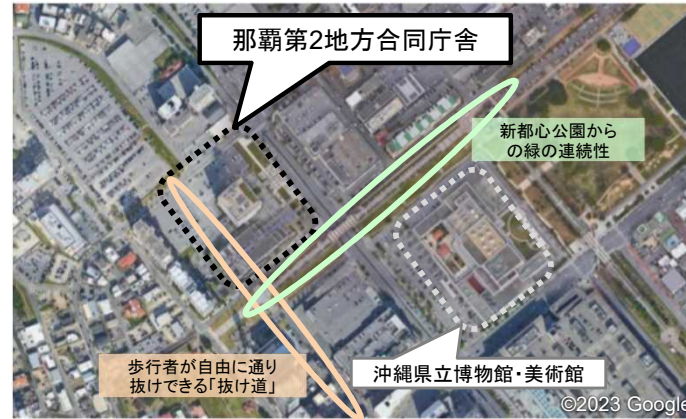 那覇第2地方合同庁舎
新都心公園から
の緑の連続性
歩行者が自由に通り
抜けできる「抜け道」
沖縄県立博物館・美術館
©2023 Google